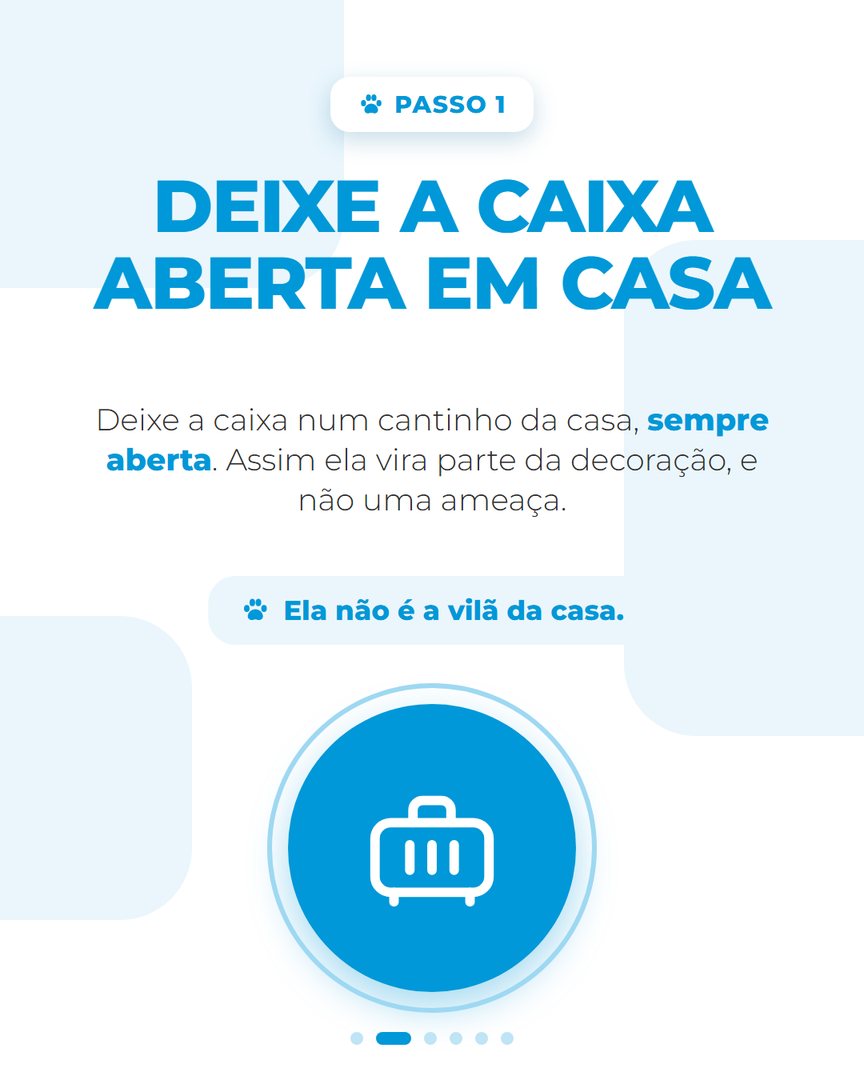 PASSO 1
DEIXE A CAIXA
ABERTA EM CASA
Deixe a caixa num cantinho da casa, sempre
aberta. Assim ela vira parte da decoração, e
não uma ameaça.
Ela não é a vilã da casa.